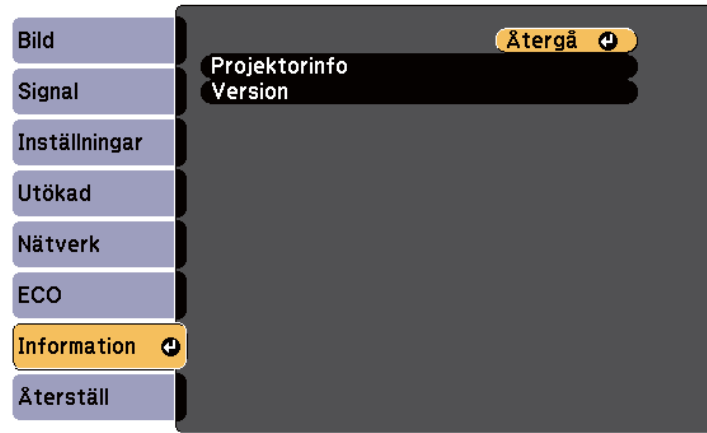 Bild
Signal
Inställningar
Utökad
Nätverk
ECO
Information
Återställ
Återgå
Projektorinfo
Version